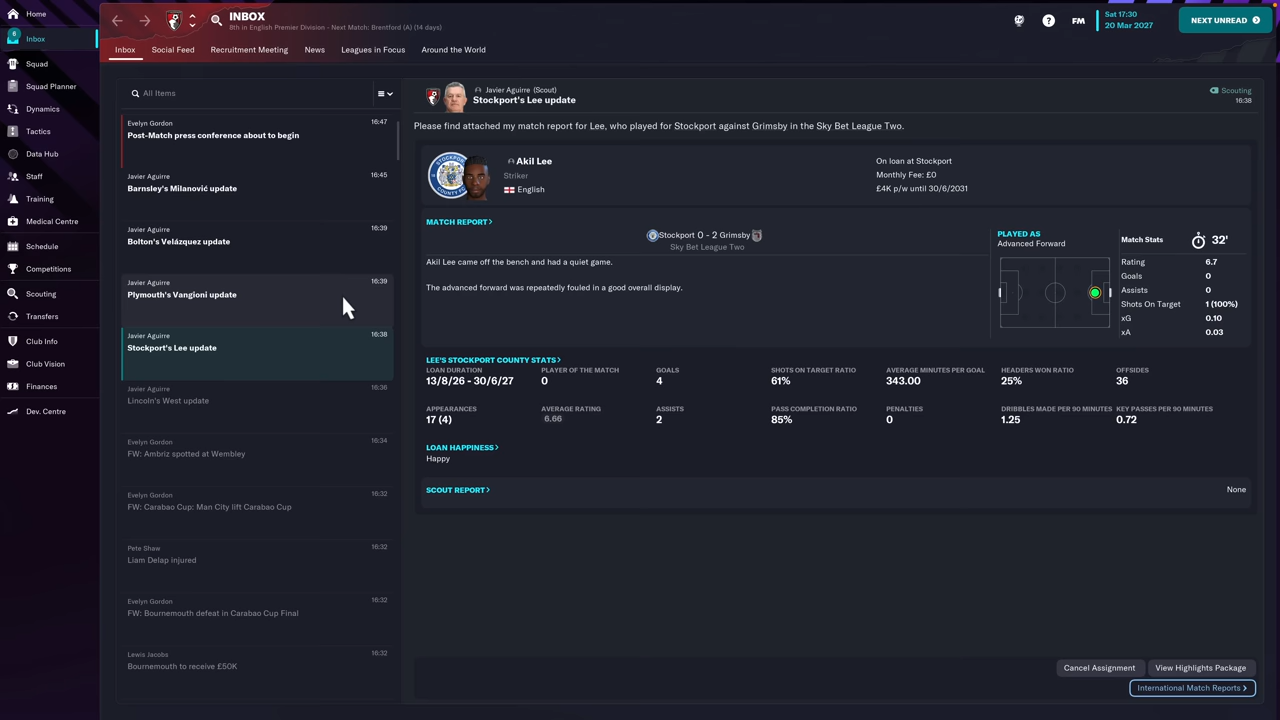 Home
6
Inbox
Squad
Squad Planner
Dynamics
Tactics
Data Hub
Staff
Training
Medical Centre
Schedule
Competitions
Scouting
Transfers
Club Info
Club Vision
Finances
Dev. Centre
INBOX
8th in English Premier Division - Next Match: Brentford (A) (14 days)
FM
Sat 17:30
20 Mar 2027
NEXT UNREAD
Inbox
Social Feed
Recruitment Meeting
News
Leagues in Focus
Around the World
All Items
Evelyn Gordon 16:47
Post-Match press conference about to begin
Javier Aguirre 16:45
Barnsley's Milanović update
Javier Aguirre 16:39
Bolton's Velázquez update
Javier Aguirre 16:39
Plymouth's Vangioni update
Javier Aguirre 16:38
Stockport's Lee update
Javier Aguirre 16:36
Lincoln's West update
Evelyn Gordon 16:34
FW: Ambriz spotted at Wembley
Evelyn Gordon 16:32
FW: Carabao Cup: Man City lift Carabao Cup
Pete Shaw 16:32
Liam Delap injured
Evelyn Gordon 16:32
FW: Bournemouth defeat in Carabao Cup Final
Lewis Jacobs 16:32
Bournemouth to receive £50K
Javier Aguirre (Scout)
Stockport's Lee update
Scouting
16:38
Please find attached my match report for Lee, who played for Stockport against Grimsby in the Sky Bet League Two.
Akil Lee
Striker
English
On loan at Stockport
Monthly Fee: £0
£4K p/w until 30/6/2031
MATCH REPORT
Stockport 0 - 2 Grimsby
Sky Bet League Two
Akil Lee came off the bench and had a quiet game.
The advanced forward was repeatedly fouled in a good overall display.
PLAYED AS
Advanced Forward
Match Stats 32'
Rating 6.7
Goals 0
Assists 0
Shots On Target 1 (100%)
xG 0.10
xA 0.03
LEE'S STOCKPORT COUNTY STATS
LOAN DURATION PLAYER OF THE MATCH GOALS SHOTS ON TARGET RATIO AVERAGE MINUTES PER GOAL HEADERS WON RATIO OFFSIDES
13/8/26 - 30/6/27 0 4 61% 343.00 25% 36
APPEARANCES AVERAGE RATING ASSISTS PASS COMPLETION RATIO PENALTIES DRIBBLES MADE PER 90 MINUTES KEY PASSES PER 90 MINUTES
17 (4) 6.66 2 85% 0 1.25 0.72
LOAN HAPPINESS
Happy
SCOUT REPORT None
Cancel Assignment
View Highlights Package
International Match Reports